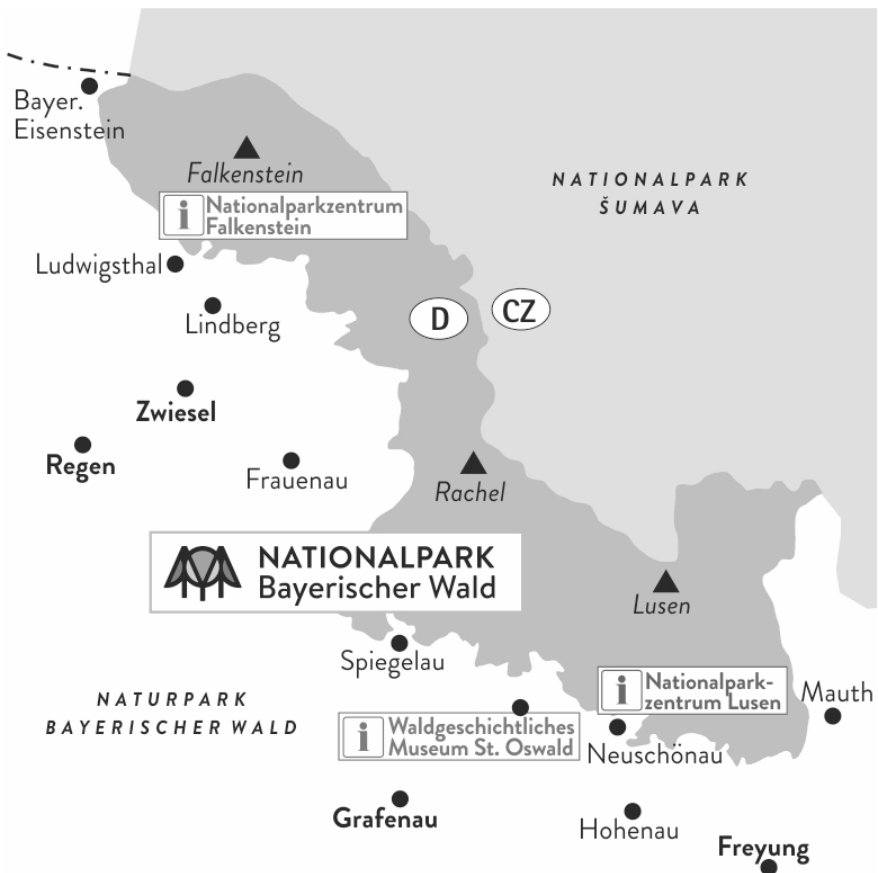 Bayer.
Eisenstein
Falkenstein
NATIONALPARK
ŠUMAVA
i
Nationalparkzentrum
Falkenstein
Ludwigsthal
Lindberg
D
CZ
Zwiesel
Regen
Frauenau
Rachel
NATIONALPARK
Bayerischer Wald
Lusen
Spiegelau
i
Nationalpark-
zentrum Lusen
Mauth
NATURPARK
BAYERISCHER WALD
i
Waldgeschichtliches
Museum St. Oswald
Neuschönau
Grafenau
Hohenau
Freyung